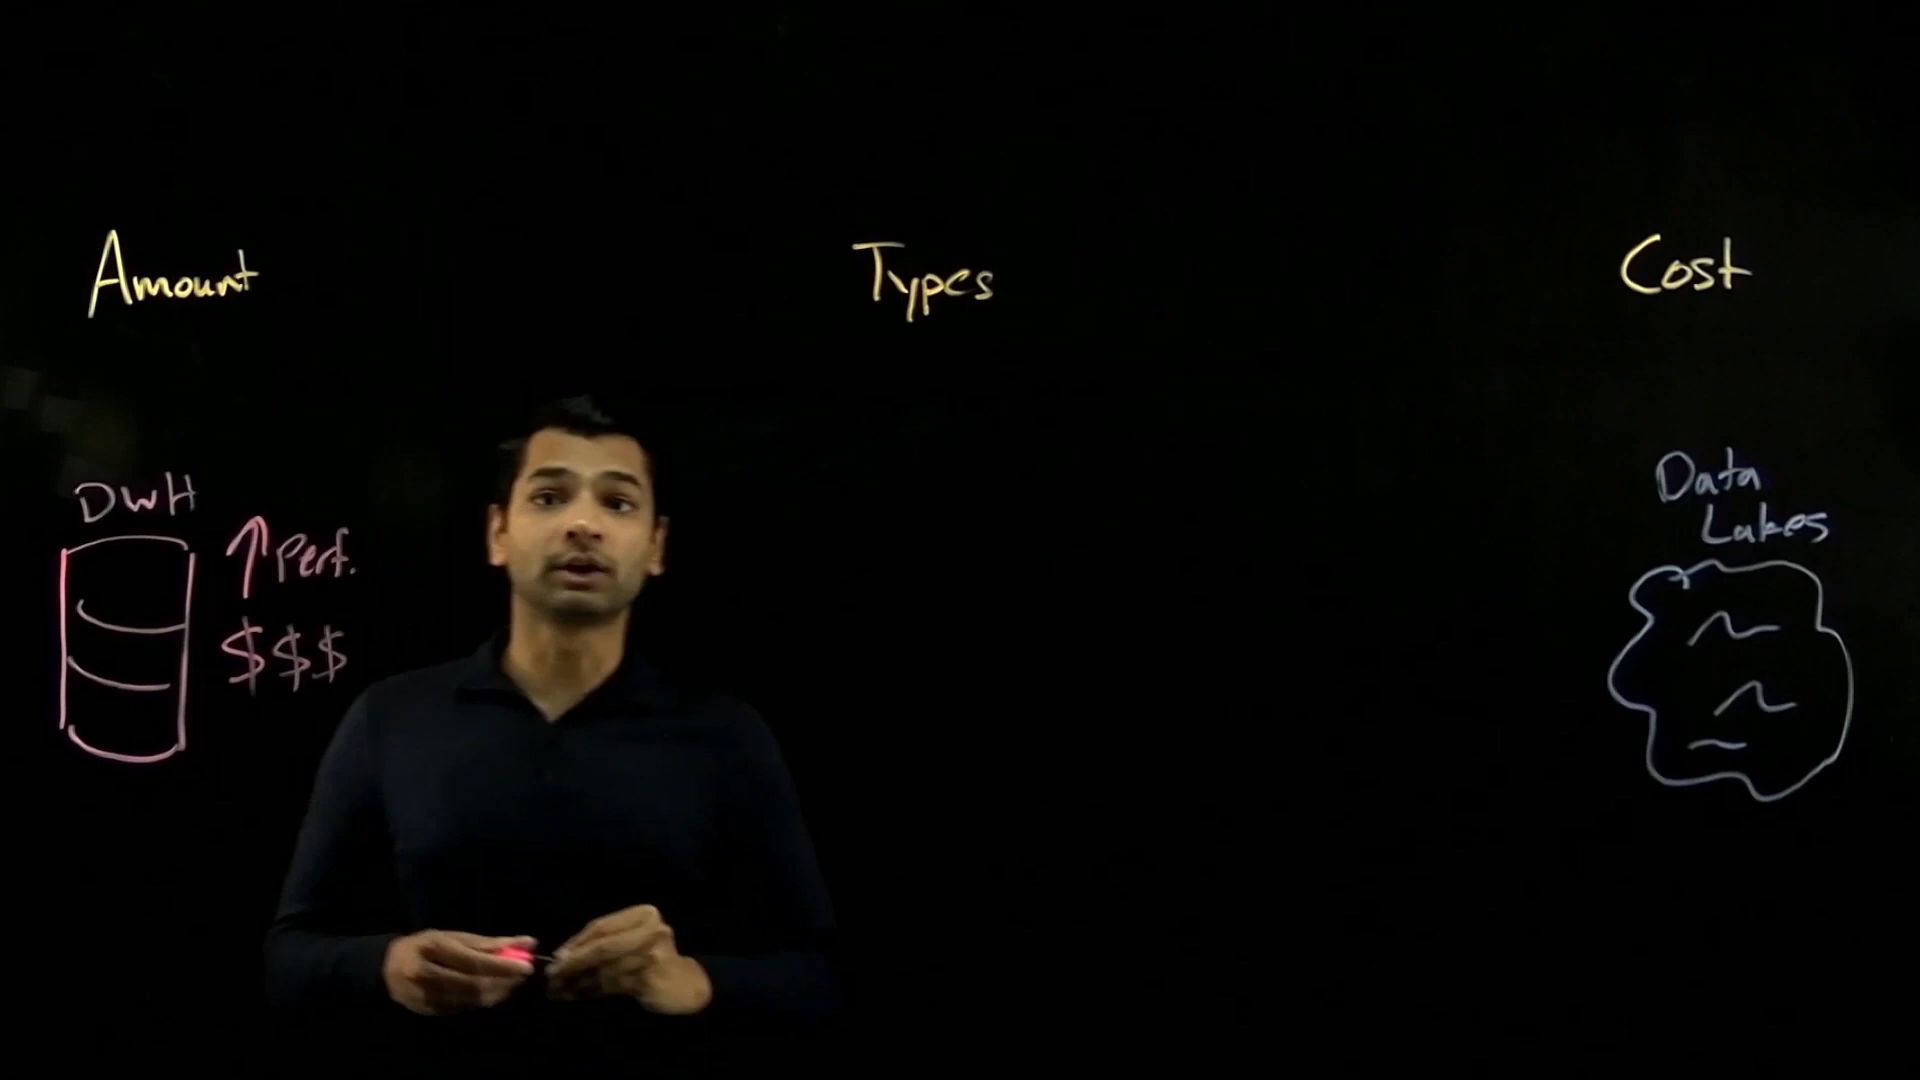 Amount
Types
Cost
DWH
↑ Perf.
$$$
Data
Lakes